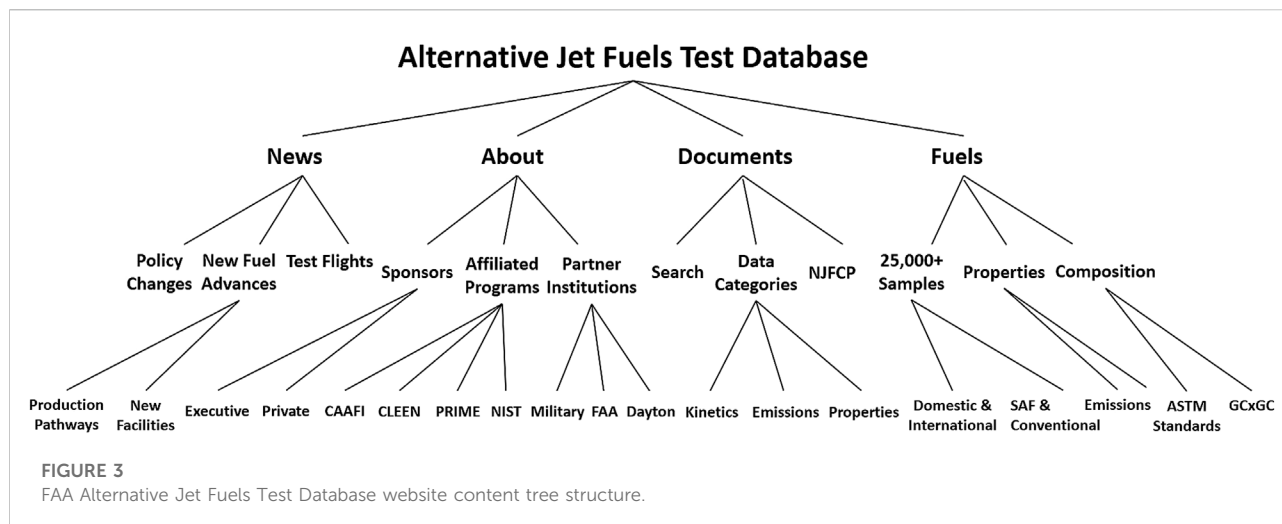 Alternative Jet Fuels Test Database
News About Documents Fuels
Policy
Changes
New Fuel
Advances
Test Flights
Sponsors
Affiliated
Programs
Partner
Institutions
Search
Data
Categories
NJFCP
25,000+
Samples
Properties
Composition
Production
Pathways
New
Facilities
Executive
Private
CAAFI
CLEEN
PRIME
NIST
Military
FAA
Dayton
Kinetics
Emissions
Properties
Domestic &
International
SAF &
Conventional
Emissions
ASTM
Standards
GCxGC
FIGURE 3
FAA Alternative Jet Fuels Test Database website content tree structure.